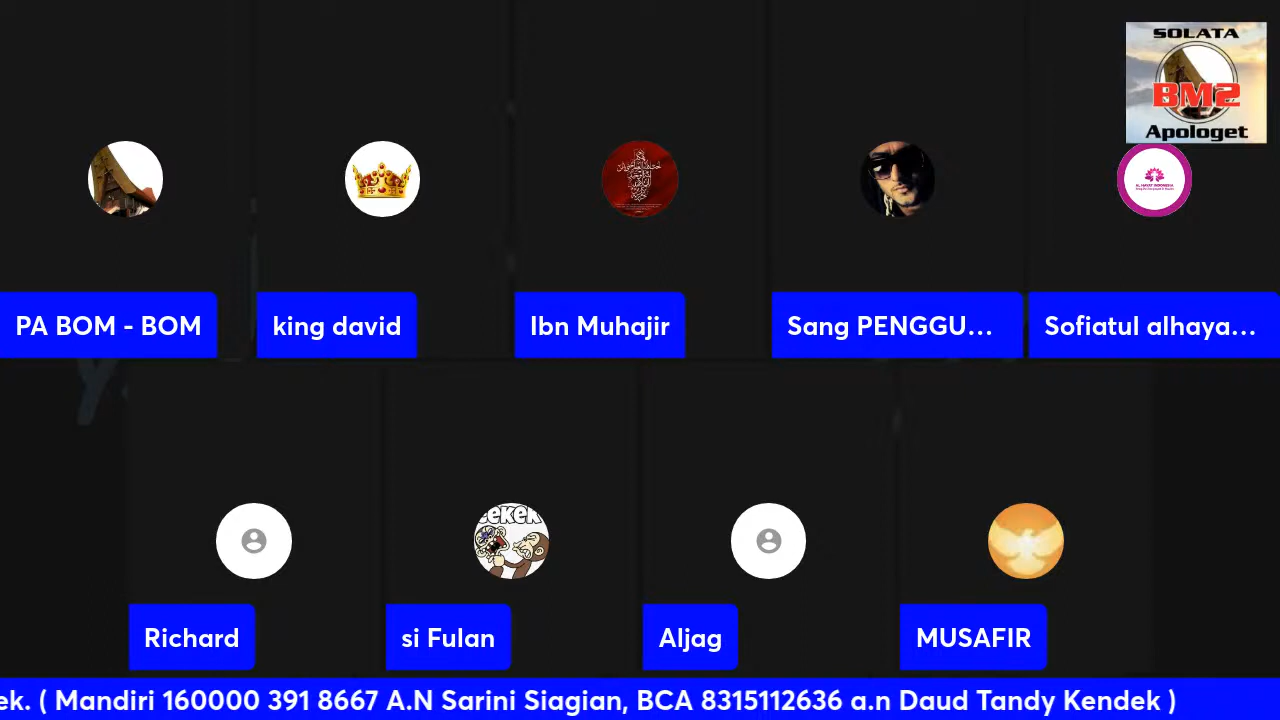 SOLATA
BM2
Apologet
PA BOM - BOM
king david
Ibn Muhajir
Sang PENGGU...
Sofiatul alhaya...
EEKEK
Richard
si Fulan
Aljag
MUSAFIR
ek. ( Mandiri 160000 391 8667 A.N Sarini Siagian, BCA 8315112636 a.n Daud Tandy Kendek )